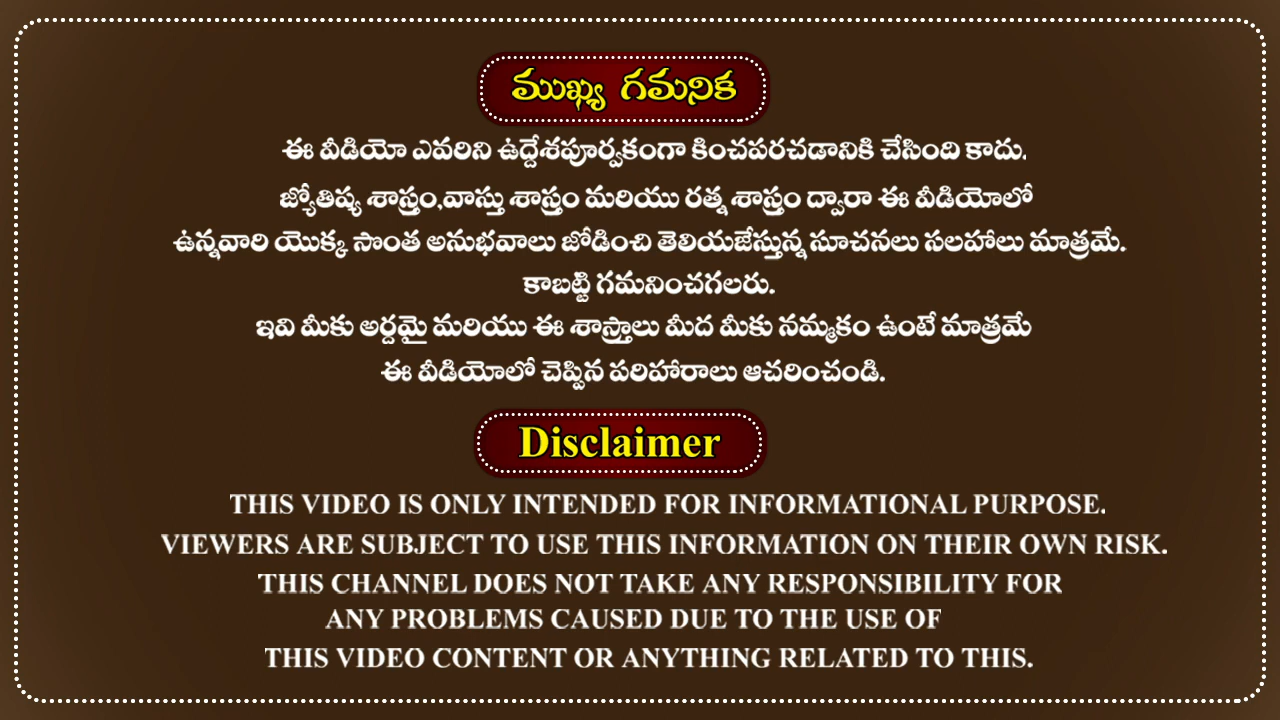 ముఖ్య గమనిక
ఈ వీడియో ఎవరిని ఉద్దేశపూర్వకంగా కించపరచడానికి చేసింది కాదు.
జ్యోతిష్య శాస్త్రం,వాస్తు శాస్త్రం మరియు రత్న శాస్త్రం ద్వారా ఈ వీడియోలో
ఉన్నవారి యొక్క సొంత అనుభవాలు జోడించి తెలియజేస్తున్న సూచనలు సలహాలు మాత్రమే.
కాబట్టి గమనించగలరు.
ఇవి మీకు అర్దమై మరియు ఈ శాస్త్రాలు మీద మీకు నమ్మకం ఉంటే మాత్రమే
ఈ వీడియోలో చెప్పిన పరిహారాలు ఆచరించండి.
Disclaimer
THIS VIDEO IS ONLY INTENDED FOR INFORMATIONAL PURPOSE.
VIEWERS ARE SUBJECT TO USE THIS INFORMATION ON THEIR OWN RISK.
THIS CHANNEL DOES NOT TAKE ANY RESPONSIBILITY FOR
ANY PROBLEMS CAUSED DUE TO THE USE OF
THIS VIDEO CONTENT OR ANYTHING RELATED TO THIS.